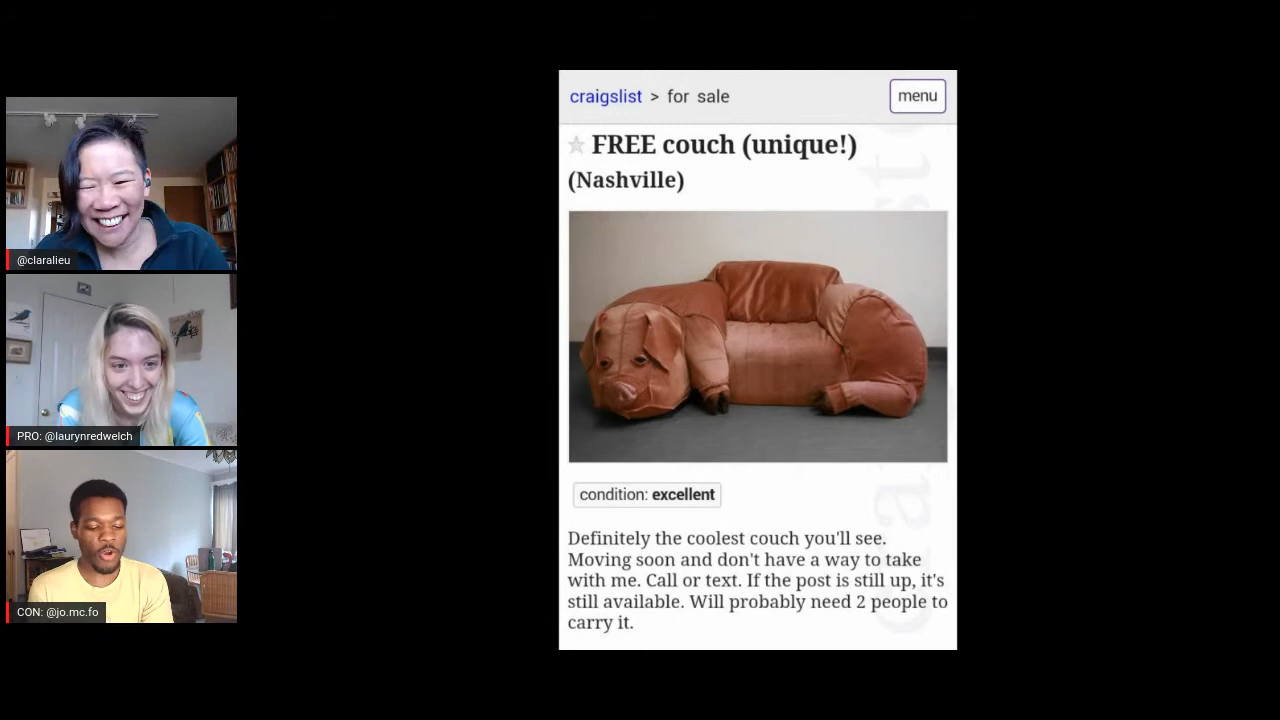 @claralieu
PRO: @laurynredwelch
CON: @jo.mc.fo
craigslist > for sale
menu
FREE couch (unique!)
(Nashville)
condition: excellent
Definitely the coolest couch you'll see.
Moving soon and don't have a way to take
with me. Call or text. If the post is still up, it's
still available. Will probably need 2 people to
carry it.